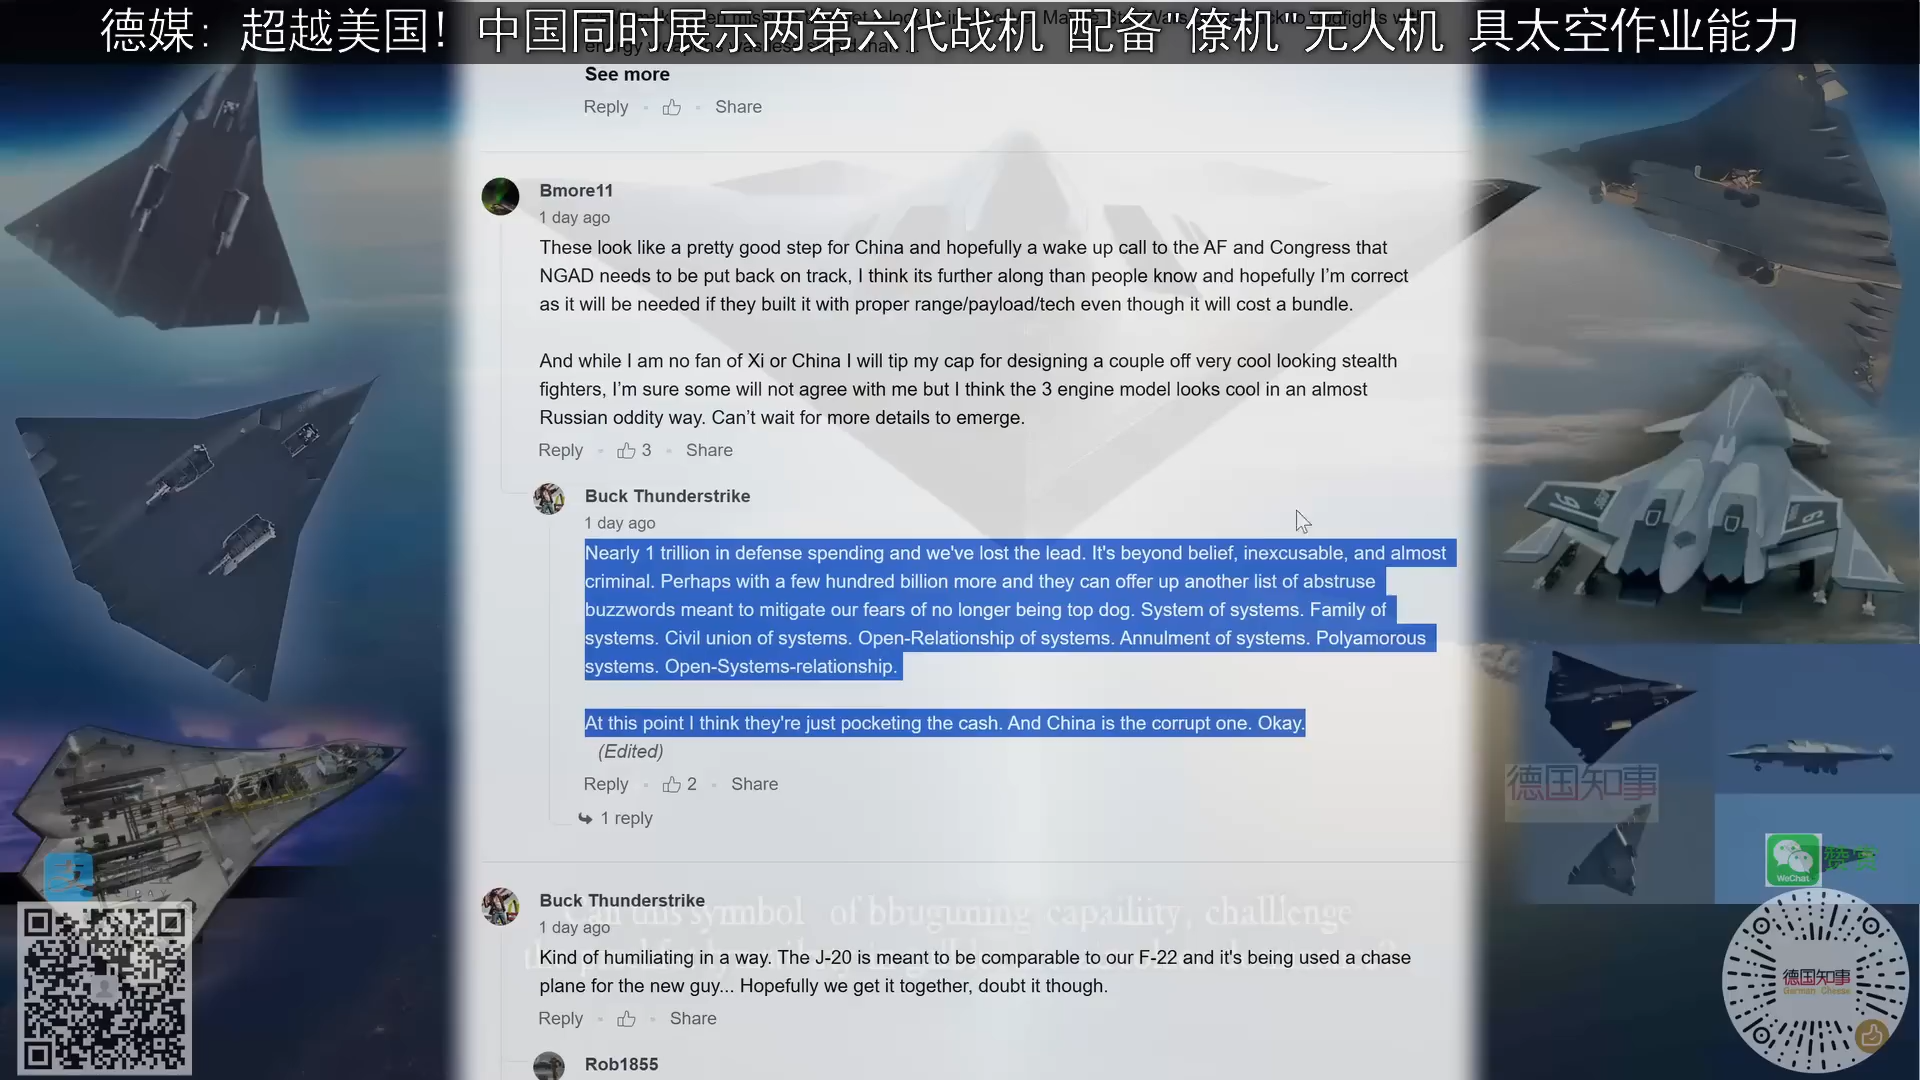 德媒：超越美国！中国同时展示两第六代战机 配备"僚机"无人机 具太空作业能力
See more
Reply
Share
Bmore11
1 day ago
These look like a pretty good step for China and hopefully a wake up call to the AF and Congress that
NGAD needs to be put back on track, I think its further along than people know and hopefully I'm correct
as it will be needed if they built it with proper range/payload/tech even though it will cost a bundle.
And while I am no fan of Xi or China I will tip my cap for designing a couple off very cool looking stealth
fighters, I'm sure some will not agree with me but I think the 3 engine model looks cool in an almost
Russian oddity way. Can't wait for more details to emerge.
Reply 3 Share
Buck Thunderstrike
1 day ago
Nearly 1 trillion in defense spending and we've lost the lead. It's beyond belief, inexcusable, and almost
criminal. Perhaps with a few hundred billion more and they can offer up another list of abstruse
buzzwords meant to mitigate our fears of no longer being top dog. System of systems. Family of
systems. Civil union of systems. Open-Relationship of systems. Annulment of systems. Polyamorous
systems. Open-Systems-relationship.
At this point I think they're just pocketing the cash. And China is the corrupt one. Okay.
(Edited)
Reply 2 Share
1 reply
Buck Thunderstrike
1 day ago
Kind of humiliating in a way. The J-20 is meant to be comparable to our F-22 and it's being used a chase
plane for the new guy... Hopefully we get it together, doubt it though.
Reply Share
Rob1855
德国知事
WeChat
赞赏
德国知事
German Cheese